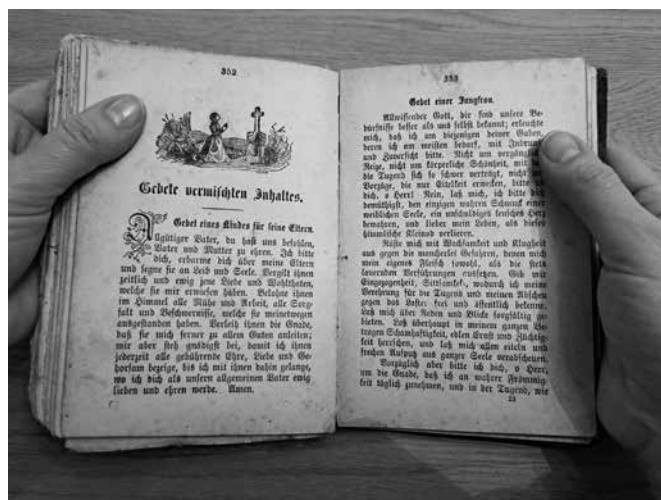 352
Gebete vermischten Inhaltes.
Gebet eines Kindes für seine Eltern.
Allgütiger Vater, du hast uns befohlen,
Vater und Mutter zu ehren. Ich bitte
dich, erbarme dich über meine Eltern
und segne sie an Leib und Seele. Vergilt ihnen
zeitlich und ewig jene Liebe und Wohlthaten,
welche sie mir erwiesen haben. Belohne ihnen
im Himmel alle Mühe und Arbeit, alle Sorg-
falt und Beschwernisse, welche sie meinetwegen
ausgestanden haben. Verleih ihnen die Gnade,
daß sie mich ferner zu allem Guten anleiten;
mir aber steh gnädigst bei, damit ich ihnen
jederzeit alle gebührende Ehre, Liebe und Ge-
horsam bezeige, bis ich mit ihnen dahin gelange,
wo ich dich als unsern allgemeinen Vater ewig
lieben und ehren werde. Amen.
353
Gebet einer Jungfrau.
Allwissender Gott, dir sind unsere Be-
dürfnisse besser als uns selbst bekannt; erleuchte
mich, daß ich um diejenigen deiner Gaben,
deren ich am meisten bedarf, mit Inbrunst
und Zuversicht bitte. Nicht um vergängliche
Reize, nicht um körperliche Schönheit, mit
die Tugend sich so schwer verträgt, nicht
Vorzüge, die nur Eitelkeit erwecken, bitte
dich, o Herr! Nein, laß mich, ich bitte
demüthigst, den einzigen wahren Schmuck einer
weiblichen Seele, ein unschuldiges keusches Herz
bewahren, und lieber mein Leben, als dieses
himmlische Kleinod verlieren.
Rüste mich mit Wachsamkeit und Klugheit
aus gegen die mancherlei Gefahren, denen mich
mein eigenes Fleisch sowohl, als die stets
lauernden Verführungen aussetzen. Gib mir
Eingezogenheit, Sittsamkeit, wodurch ich meine
Verehrung für die Tugend und meinen Abscheu
gegen das Laster frei und öffentlich bekenne.
Laß mich über Reden und Blicke sorgfältig ge-
bieten. Laß überhaupt in meinem ganzen Be-
tragen Schamhaftigkeit, edlen Ernst und Züchtig-
keit herrschen, und laß mich allen eiteln und
frechen Aufputz aus ganzer Seele verabscheuen.
Vorzüglich aber bitte ich dich, o Herr,
um die Gnade, daß ich an wahrer Frömmig-
keit täglich zunehmen, und in der Tugend, wie
23